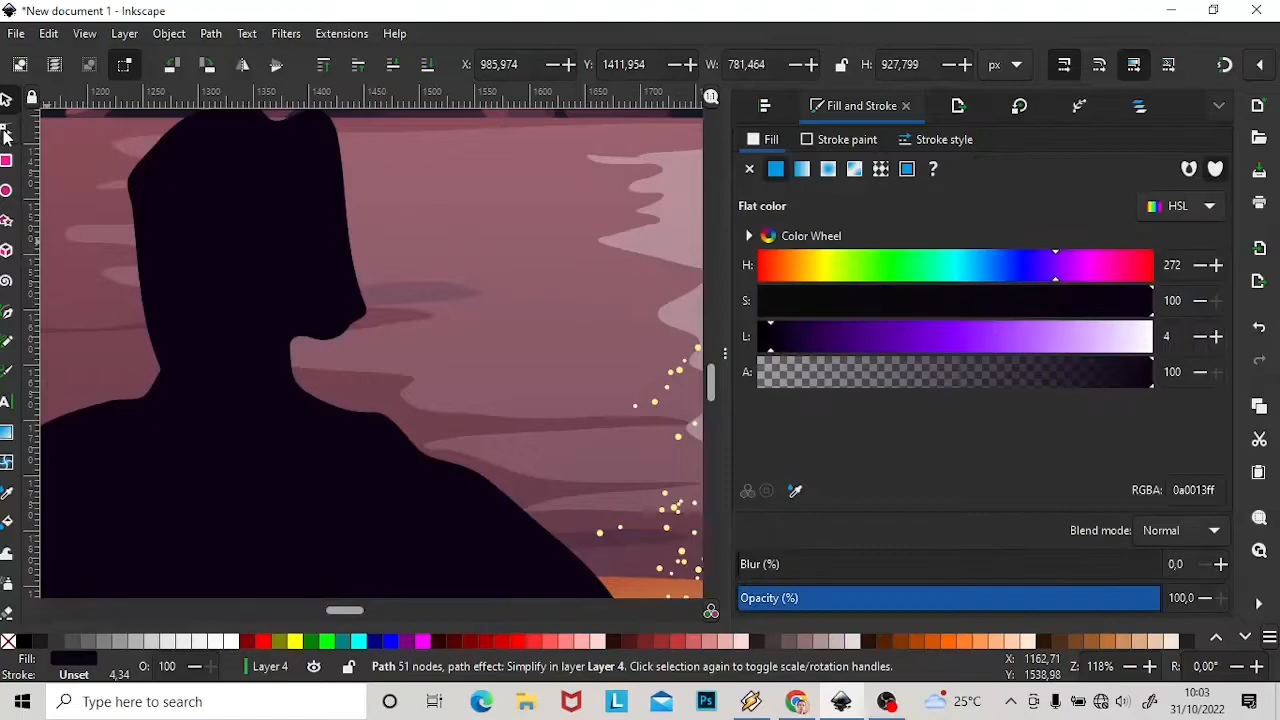 *New document 1 - Inkscape
File Edit View Layer Object Path Text Filters Extensions Help
X: 985,974 Y: 1411,954 W: 781,464 H: 927,799 px
1200 1250 1300 1350 1400 1450 1500 1550 1600 1650 1700
Fill and Stroke
Fill Stroke paint Stroke style
?
Flat color HSL
Color Wheel
H: 272
S: 100
L: 4
A: 100
RGBA: 0a0013ff
Blend mode: Normal
Blur (%) 0,0
Opacity (%) 100,0
Fill: O: 100 Layer 4 Path 51 nodes, path effect: Simplify in layer Layer 4. Click selection again to toggle scale/rotation handles. X: 1162,71 Z: 118% R: 0,00°
Stroke: Unset 4,34 Y: 1538,98
Type here to search 25°C 10:03
31/10/2022